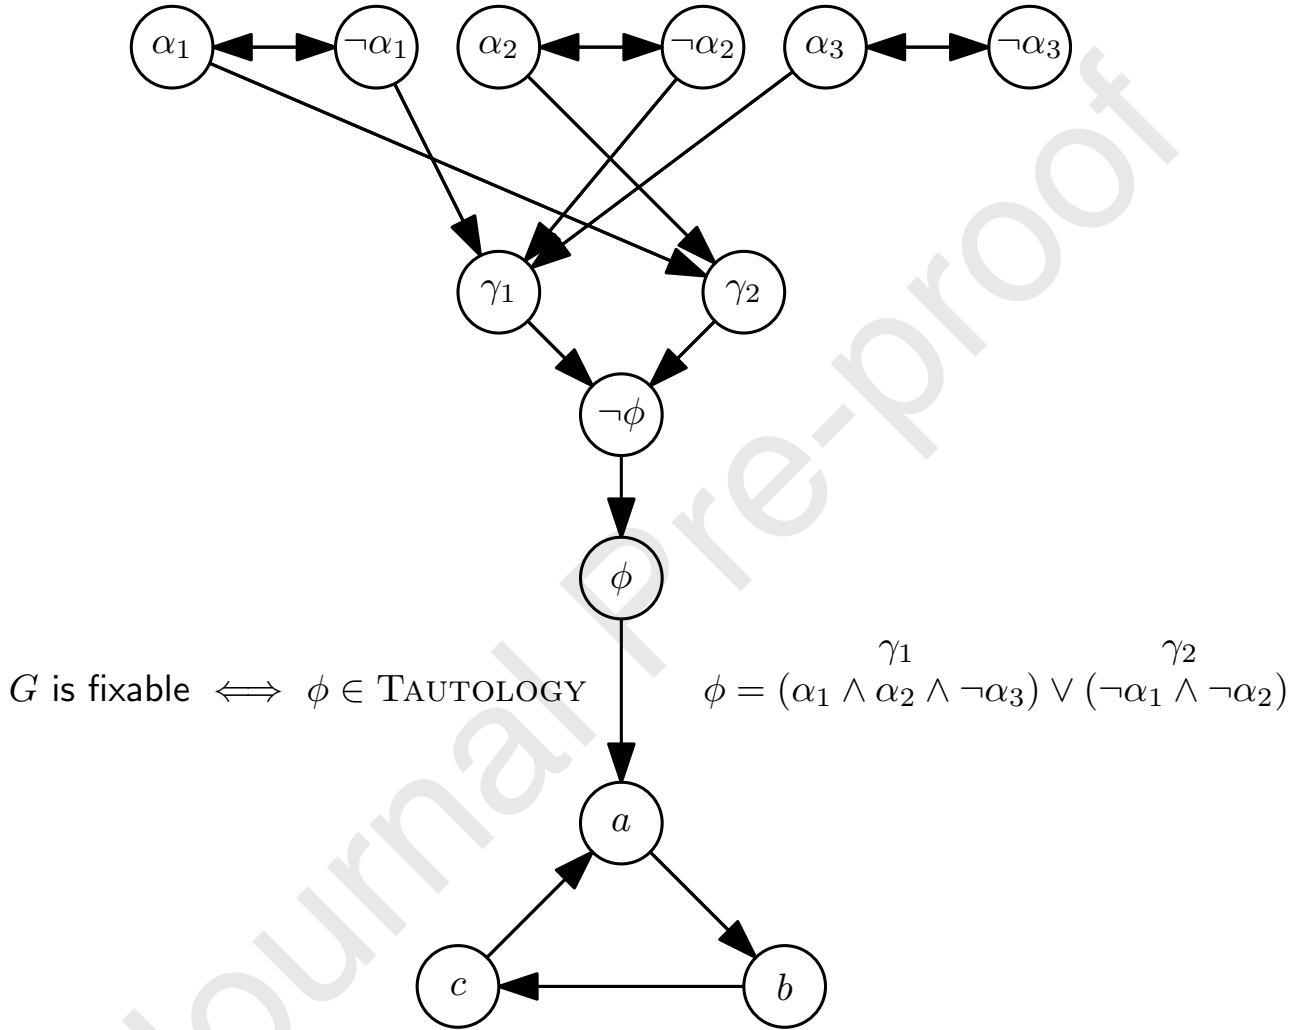 α₁ ¬α₁ α₂ ¬α₂ α₃ ¬α₃
γ₁ γ₂
¬ϕ
ϕ
γ₁ γ₂
G is fixable ⟺ ϕ ∈ TAUTOLOGY
ϕ = (α₁ ∧ α₂ ∧ ¬α₃) ∨ (¬α₁ ∧ ¬α₂)
a
c b
Journal Pre-proof